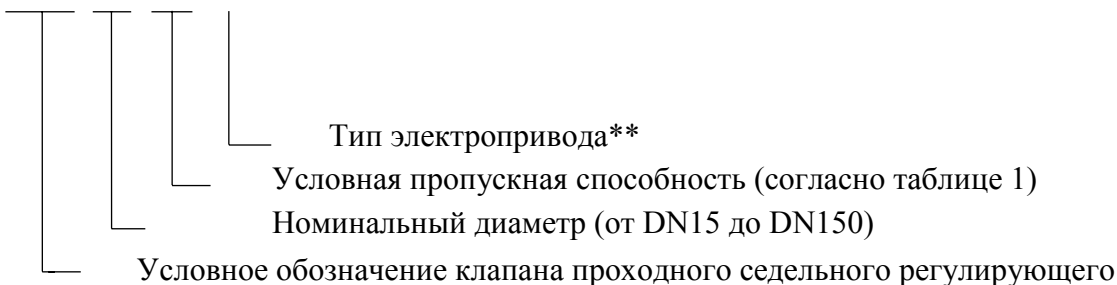 Тип электропривода**
Условная пропускная способность (согласно таблице 1)
Номинальный диаметр (от DN15 до DN150)
Условное обозначение клапана проходного седельного регулирующего